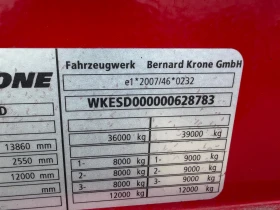 Fahrzeugwerk Bernard Krone GmbH
e1*2007/46*0232
RONE
WKESD000000628783
D
36000 kg 39000 kg
13860 mm
2550 mm
12000 mm
1- 8000 kg 1- 9000 kg
2- 8000 kg 2- 9000 kg
3- 8000 kg 3- 9000 kg
12000 kg 12000 kg